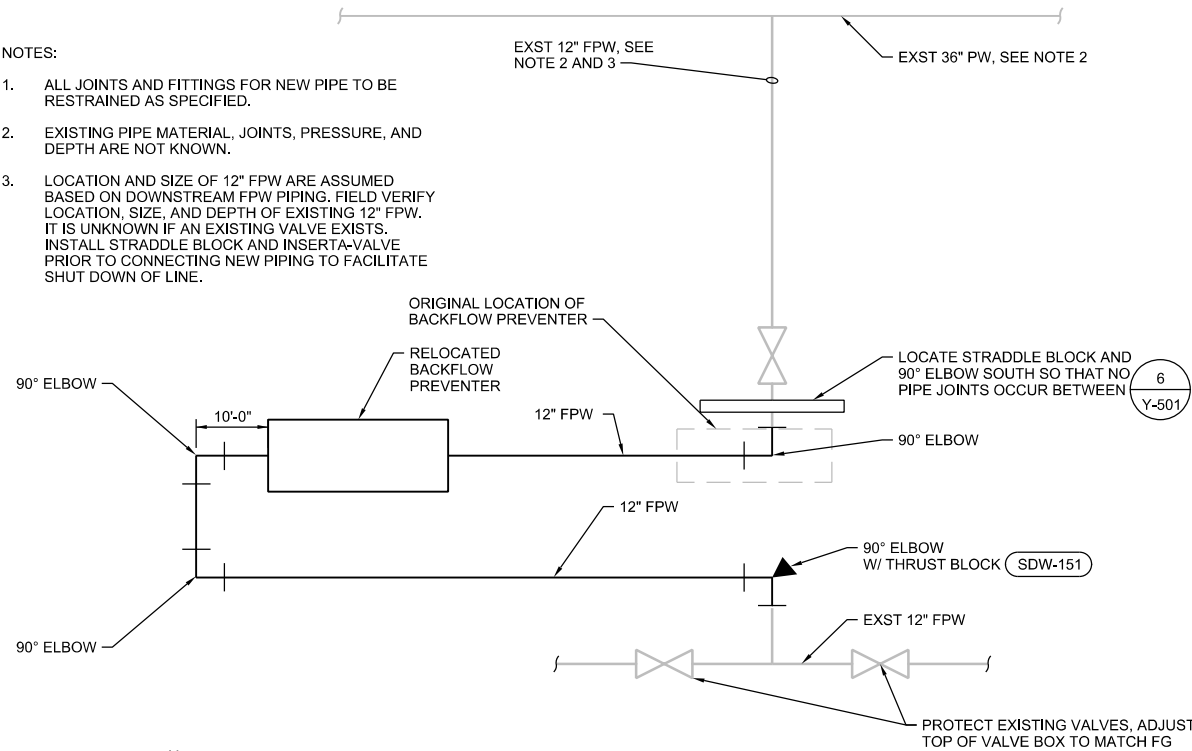 NOTES:
1. ALL JOINTS AND FITTINGS FOR NEW PIPE TO BE
RESTRAINED AS SPECIFIED.
2. EXISTING PIPE MATERIAL, JOINTS, PRESSURE, AND
DEPTH ARE NOT KNOWN.
3. LOCATION AND SIZE OF 12" FPW ARE ASSUMED
BASED ON DOWNSTREAM FPW PIPING. FIELD VERIFY
LOCATION, SIZE, AND DEPTH OF EXISTING 12" FPW.
IT IS UNKNOWN IF AN EXISTING VALVE EXISTS.
INSTALL STRADDLE BLOCK AND INSERTA-VALVE
PRIOR TO CONNECTING NEW PIPING TO FACILITATE
SHUT DOWN OF LINE.
EXST 12" FPW, SEE
NOTE 2 AND 3
EXST 36" PW, SEE NOTE 2
ORIGINAL LOCATION OF
BACKFLOW PREVENTER
RELOCATED
BACKFLOW
PREVENTER
90° ELBOW
10'-0"
12" FPW
LOCATE STRADDLE BLOCK AND
90° ELBOW SOUTH SO THAT NO
PIPE JOINTS OCCUR BETWEEN
6
Y-501
90° ELBOW
12" FPW
90° ELBOW
W/ THRUST BLOCK SDW-151
90° ELBOW
EXST 12" FPW
PROTECT EXISTING VALVES, ADJUST
TOP OF VALVE BOX TO MATCH FG